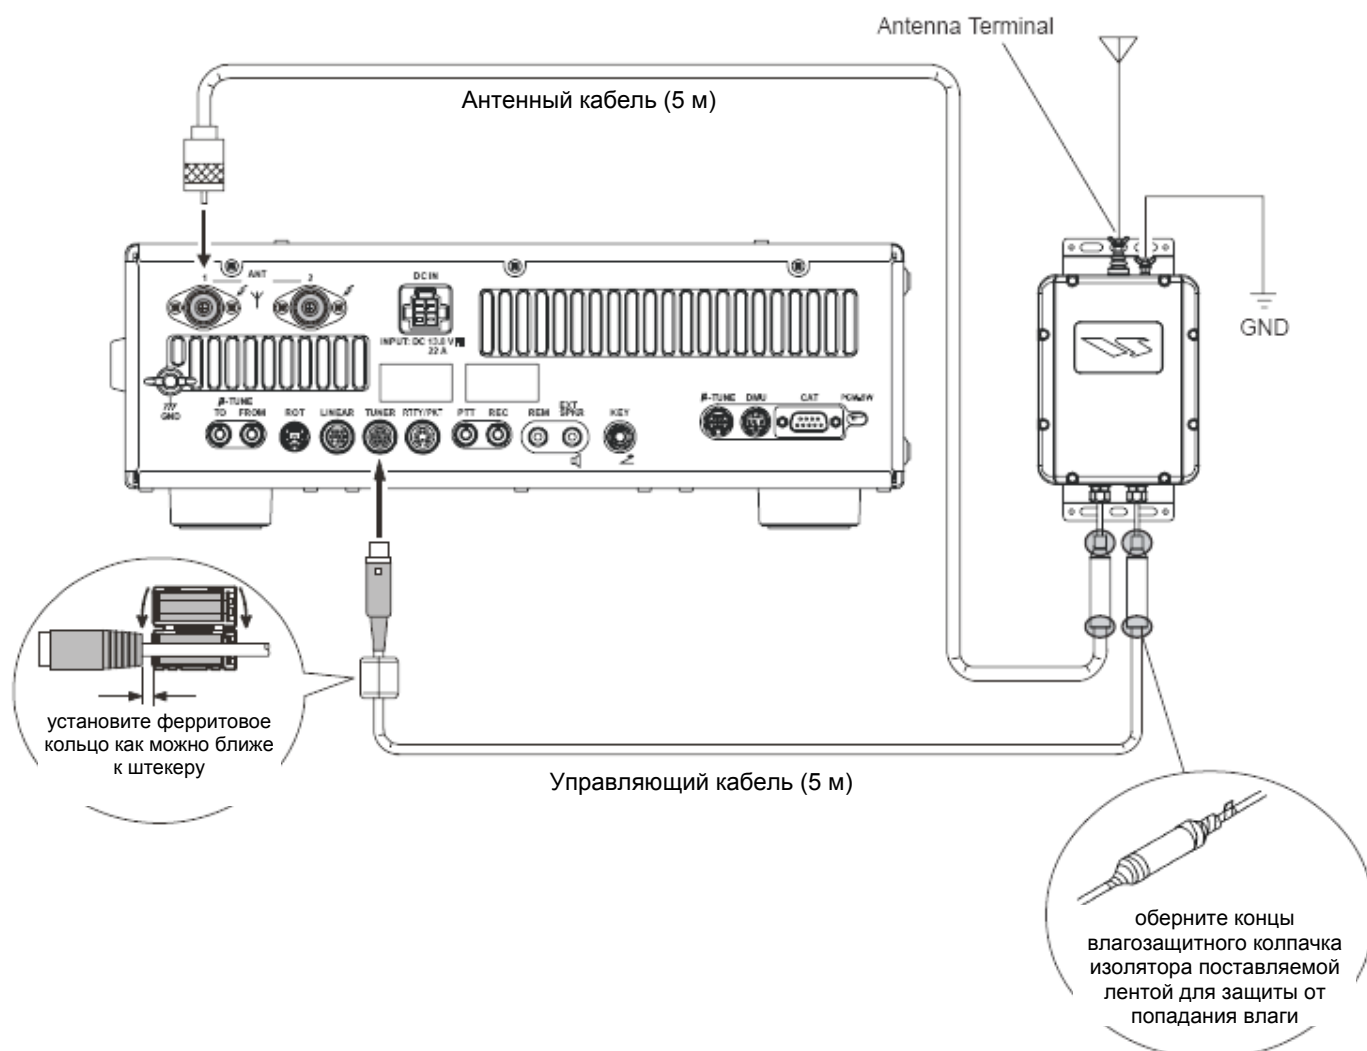 Antenna Terminal
Антенный кабель (5 м)
GND
1 ANT 2
DC IN
INPUT: DC 13.8 V
22 A
GND
µ-TUNE
TO FROM ROT LINEAR TUNER RTTY/PKT PTT REC REM EXT SPKR KEY
µ-TUNE DMU CAT
установите ферритовое
кольцо как можно ближе
к штекеру
Управляющий кабель (5 м)
оберните концы
влагозащитного колпачка
изолятора поставляемой
лентой для защиты от
попадания влаги